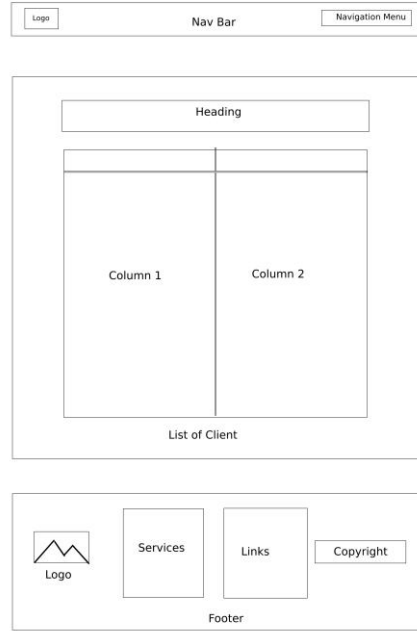 Logo
Nav Bar
Navigation Menu
Heading
Column 1
Column 2
List of Client
Logo
Services
Links
Copyright
Footer